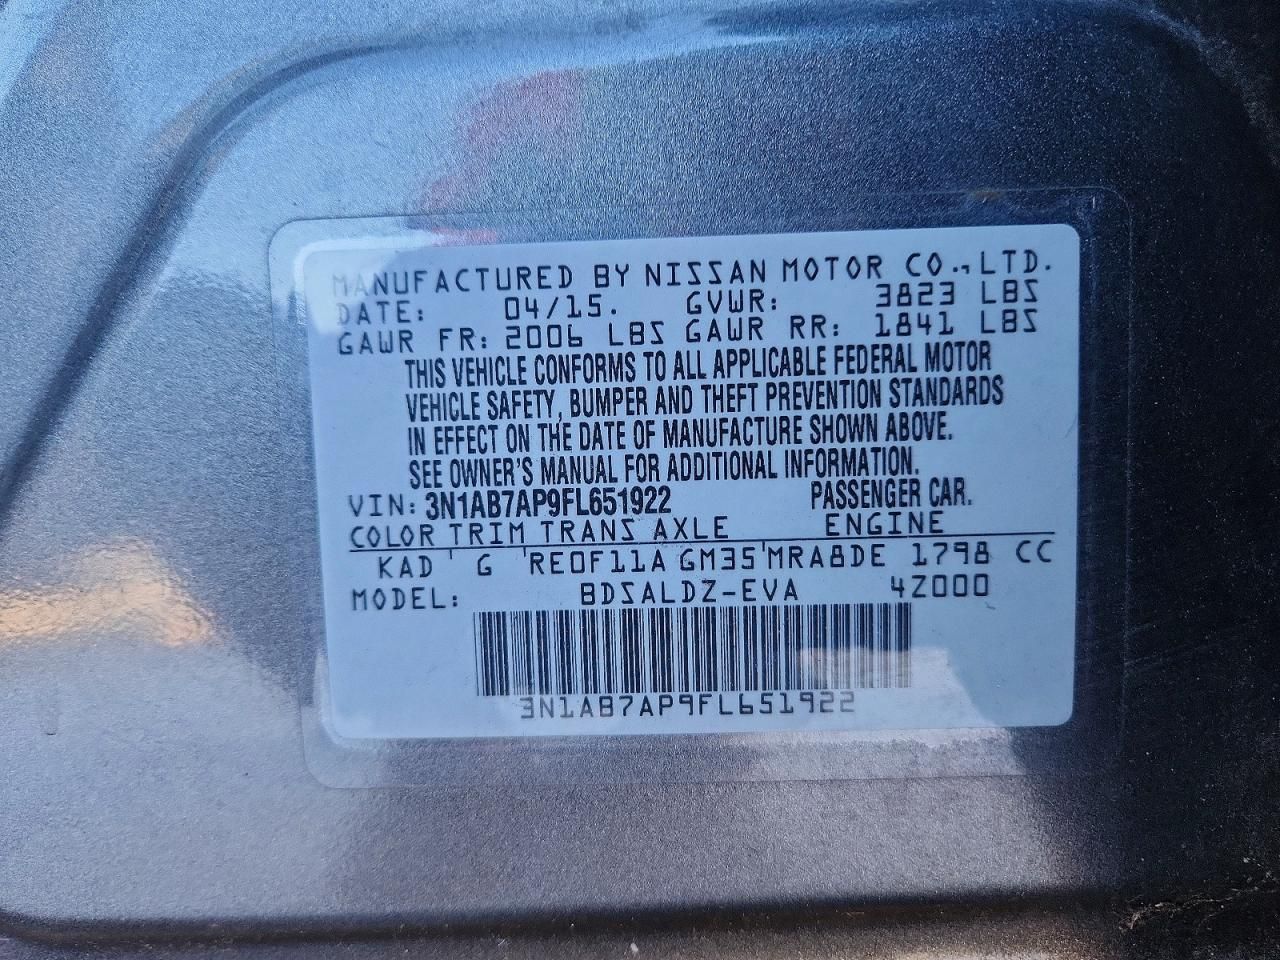 MANUFACTURED BY NISSAN MOTOR CO., LTD.
DATE: 04/15. GVWR: 3823 LBS
GAWR FR: 2006 LBS GAWR RR: 1841 LBS
THIS VEHICLE CONFORMS TO ALL APPLICABLE FEDERAL MOTOR
VEHICLE SAFETY, BUMPER AND THEFT PREVENTION STANDARDS
IN EFFECT ON THE DATE OF MANUFACTURE SHOWN ABOVE.
SEE OWNER'S MANUAL FOR ADDITIONAL INFORMATION.
VIN: 3N1AB7AP9FL651922 PASSENGER CAR.
COLOR TRIM TRANS AXLE ENGINE
KAD G RE0F11A GM35 MRA8DE 1798 CC
MODEL: BDSALDZ-EVA 4Z000
3N1AB7AP9FL651922